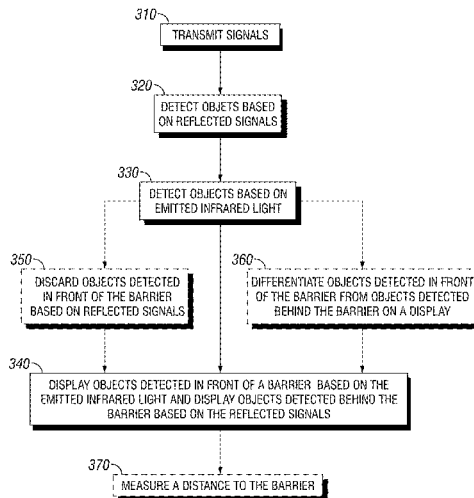 310
TRANSMIT SIGNALS
320
DETECT OBJETS BASED
ON REFLECTED SIGNALS
330
DETECT OBJECTS BASED ON
EMITTED INFRARED LIGHT
350
DISCARD OBJECTS DETECTED
IN FRONT OF THE BARRIER
BASED ON REFLECTED SIGNALS
360
DIFFERENTIATE OBJECTS DETECTED IN FRONT
OF THE BARRIER FROM OBJECTS DETECTED
BEHIND THE BARRIER ON A DISPLAY
340
DISPLAY OBJECTS DETECTED IN FRONT OF A BARRIER BASED ON THE
EMITTED INFRARED LIGHT AND DISPLAY OBJECTS DETECTED BEHIND THE
BARRIER BASED ON THE REFLECTED SIGNALS
370
MEASURE A DISTANCE TO THE BARRIER